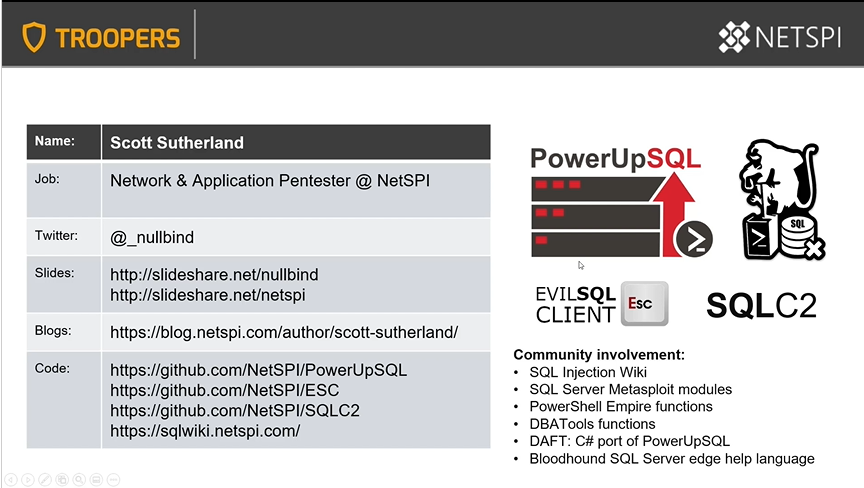 TROOPERS
NETSPI
Name: Scott Sutherland
Job: Network & Application Pentester @ NetSPI
Twitter: @_nullbind
Slides: http://slideshare.net/nullbind
http://slideshare.net/netspi
Blogs: https://blog.netspi.com/author/scott-sutherland/
Code: https://github.com/NetSPI/PowerUpSQL
https://github.com/NetSPI/ESC
https://github.com/NetSPI/SQLC2
https://sqlwiki.netspi.com/
PowerUpSQL
SQL
EVILSQL
CLIENT
Esc
SQLC2
Community involvement:
• SQL Injection Wiki
• SQL Server Metasploit modules
• PowerShell Empire functions
• DBATools functions
• DAFT: C# port of PowerUpSQL
• Bloodhound SQL Server edge help language